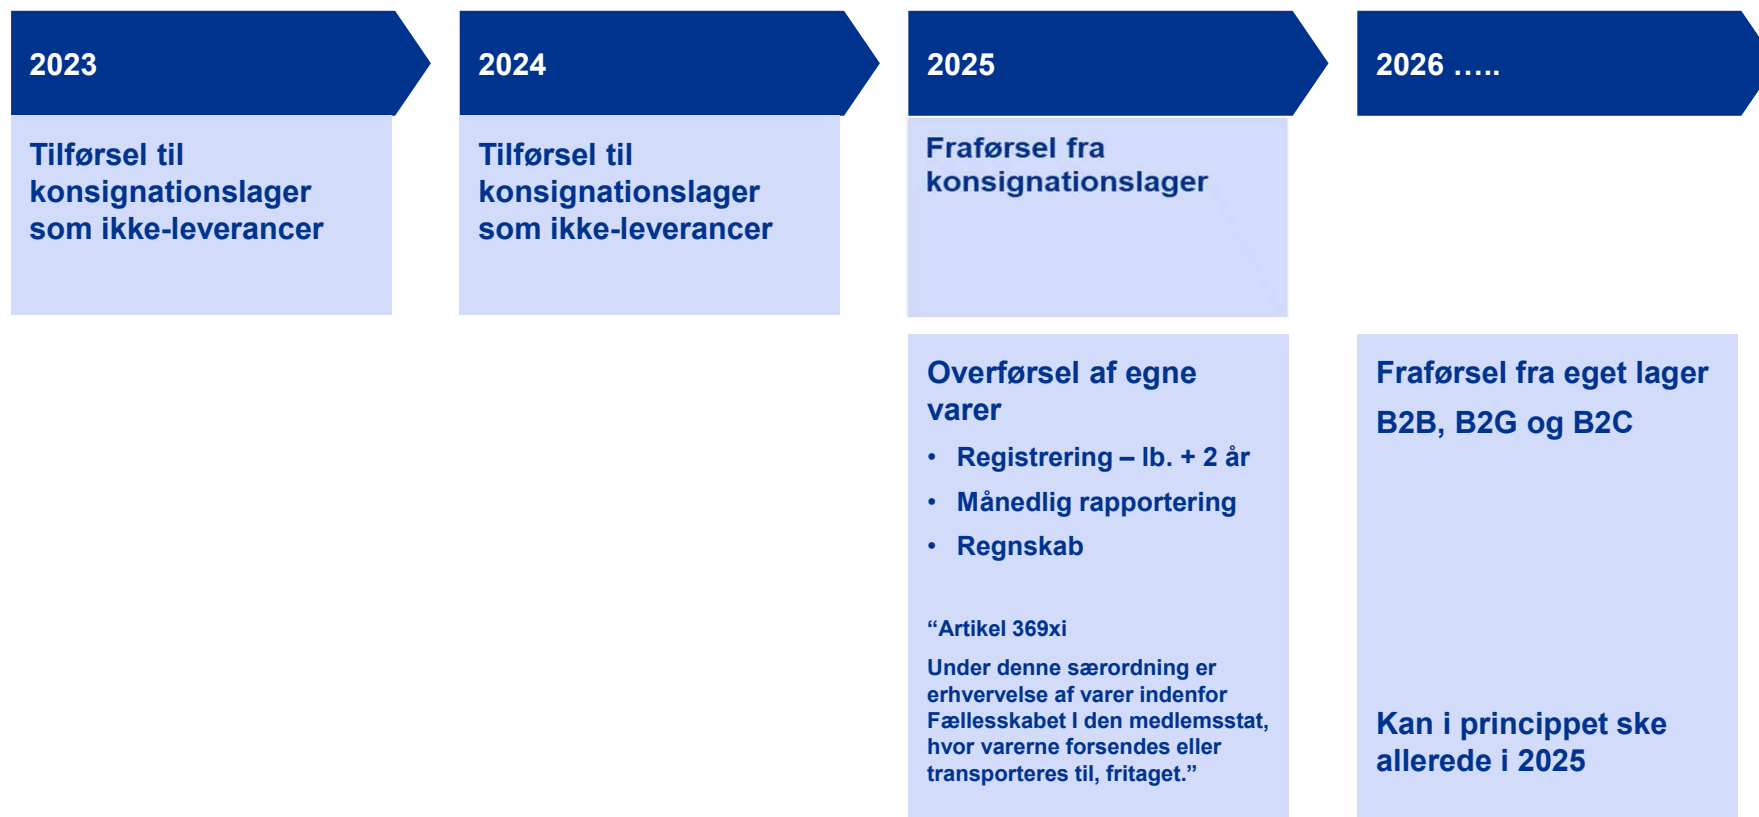 2023
Tilførsel til
konsignationslager
som ikke-leverancer
2024
Tilførsel til
konsignationslager
som ikke-leverancer
2025
Fraførsel fra
konsignationslager
Overførsel af egne
varer
• Registrering – lb. + 2 år
• Månedlig rapportering
• Regnskab
“Artikel 369xi
Under denne særordning er
erhvervelse af varer indenfor
Fællesskabet I den medlemsstat,
hvor varerne forsendes eller
transporteres til, fritaget.”
2026 …..
Fraførsel fra eget lager
B2B, B2G og B2C
Kan i princippet ske
allerede i 2025